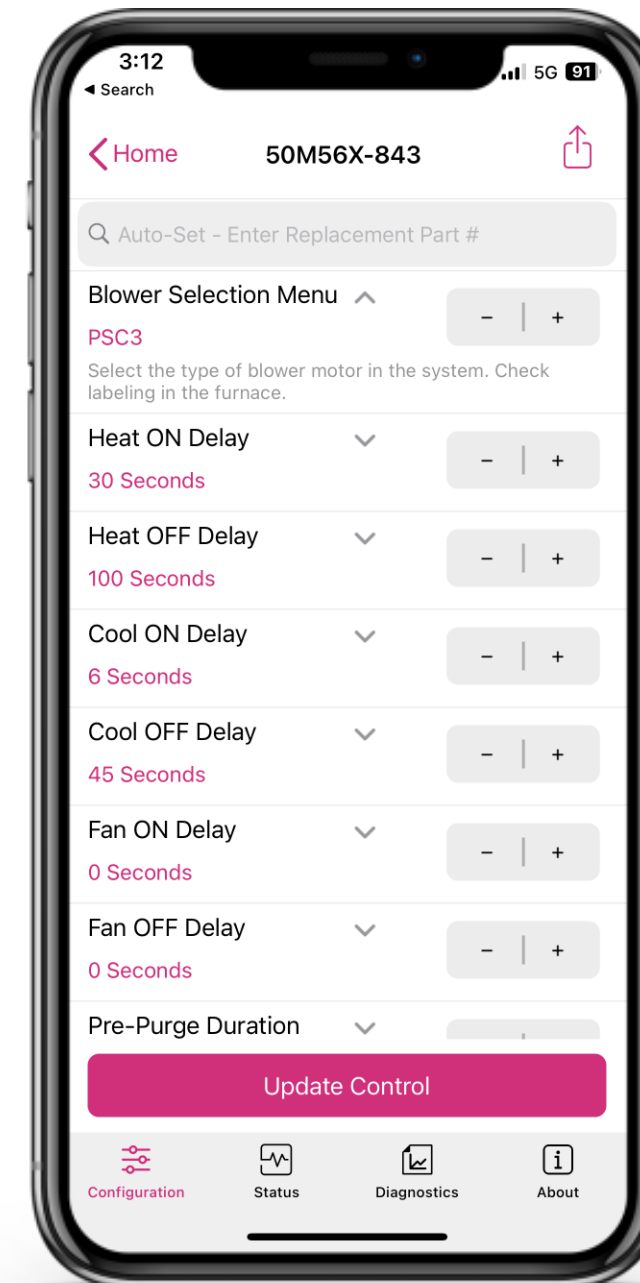 3:12
5G 91
◀ Search
Home
50M56X-843
Auto-Set - Enter Replacement Part #
Blower Selection Menu
- | +
PSC3
Select the type of blower motor in the system. Check
labeling in the furnace.
Heat ON Delay
- | +
30 Seconds
Heat OFF Delay
- | +
100 Seconds
Cool ON Delay
- | +
6 Seconds
Cool OFF Delay
- | +
45 Seconds
Fan ON Delay
- | +
0 Seconds
Fan OFF Delay
- | +
0 Seconds
Pre-Purge Duration
Update Control
Configuration
Status
Diagnostics
About